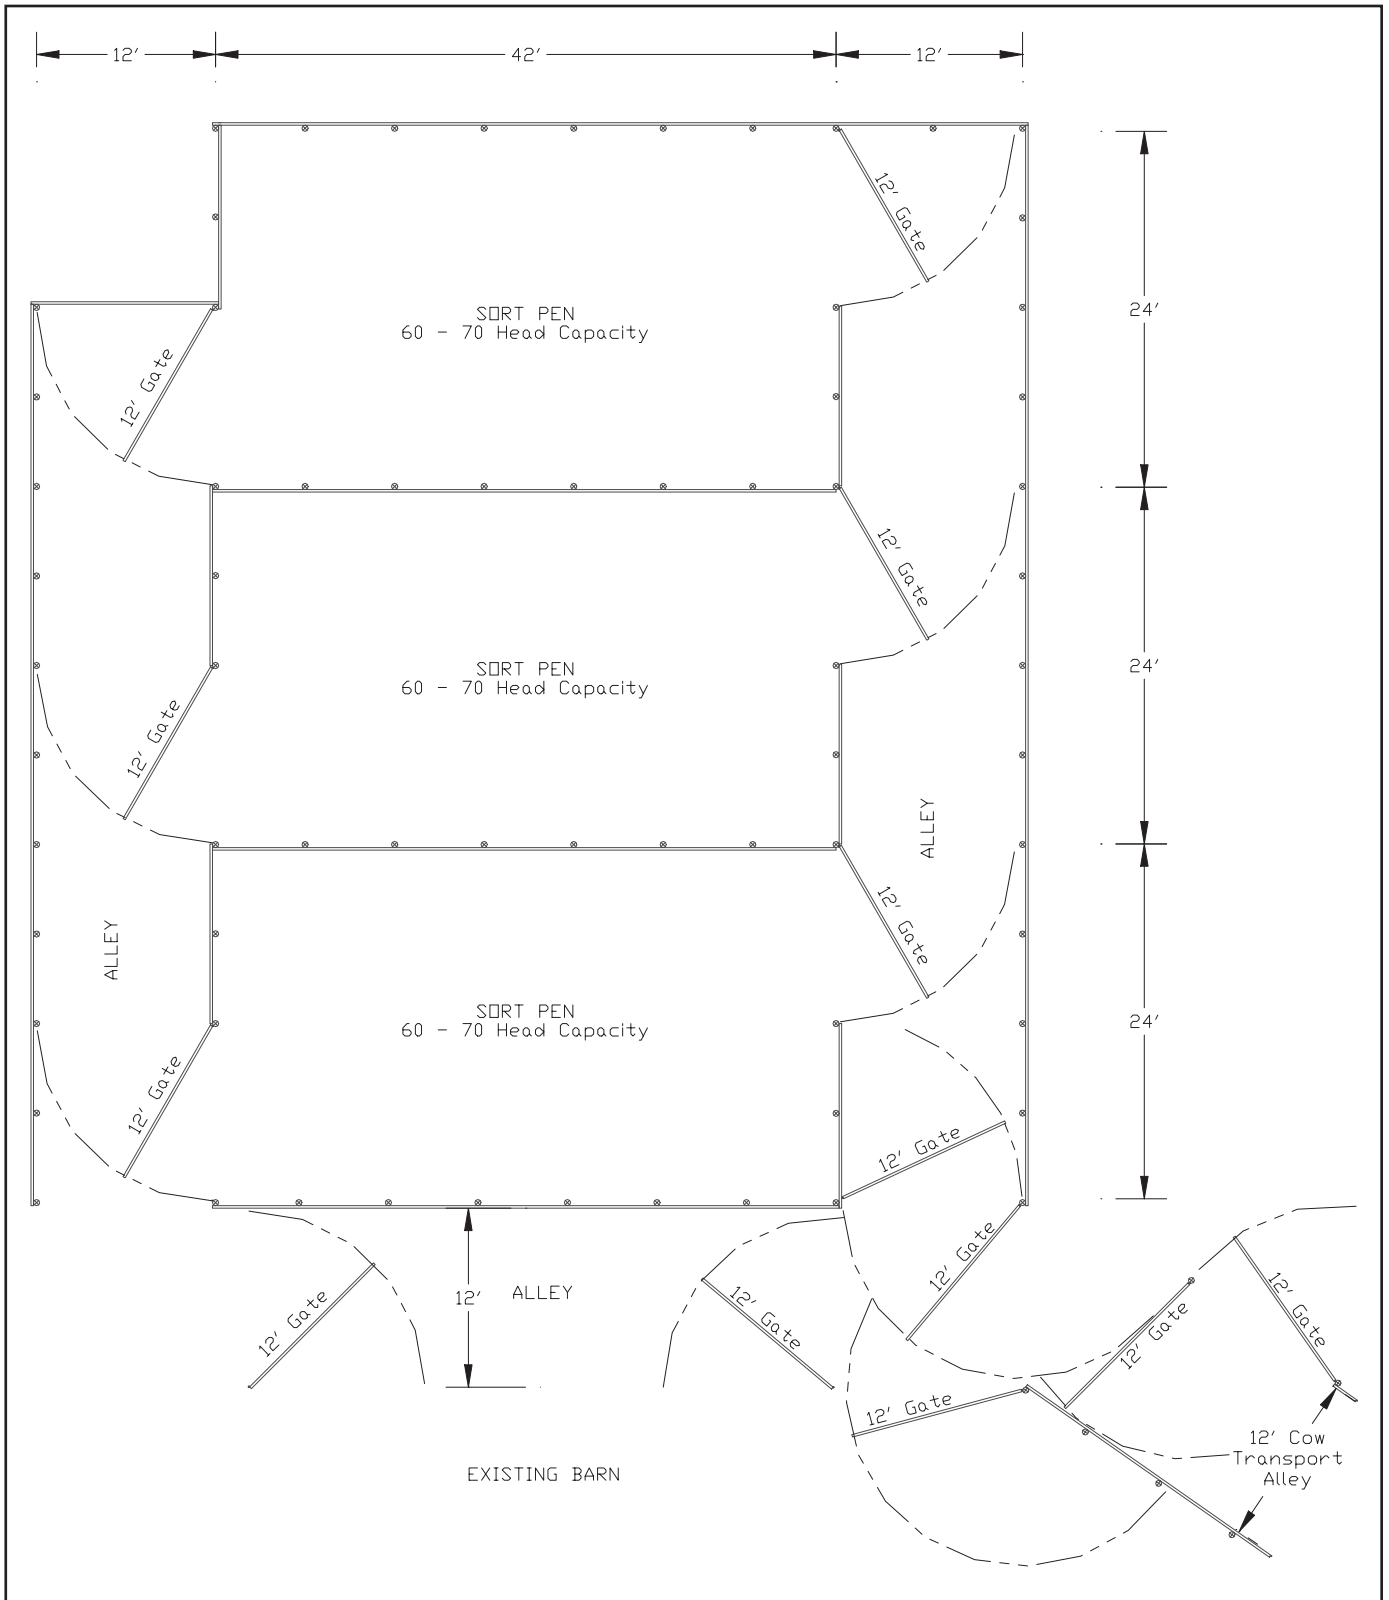 12'
42'
12'
12' Gate
24'
SORT PEN
60 - 70 Head Capacity
12' Gate
12' Gate
24'
SORT PEN
60 - 70 Head Capacity
12' Gate
ALLEY
12' Gate
ALLEY
SORT PEN
60 - 70 Head Capacity
24'
12' Gate
12' Gate
12' Gate
12'
ALLEY
12' Gate
12' Gate
12' Gate
12' Gate
12' Gate
EXISTING BARN
12' Cow
Transport
Alley